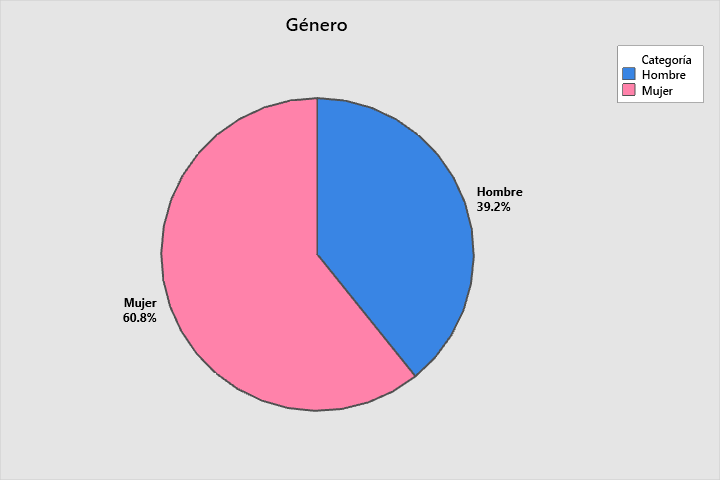 Género
Categoría
Hombre
Mujer
Hombre
39.2%
Mujer
60.8%